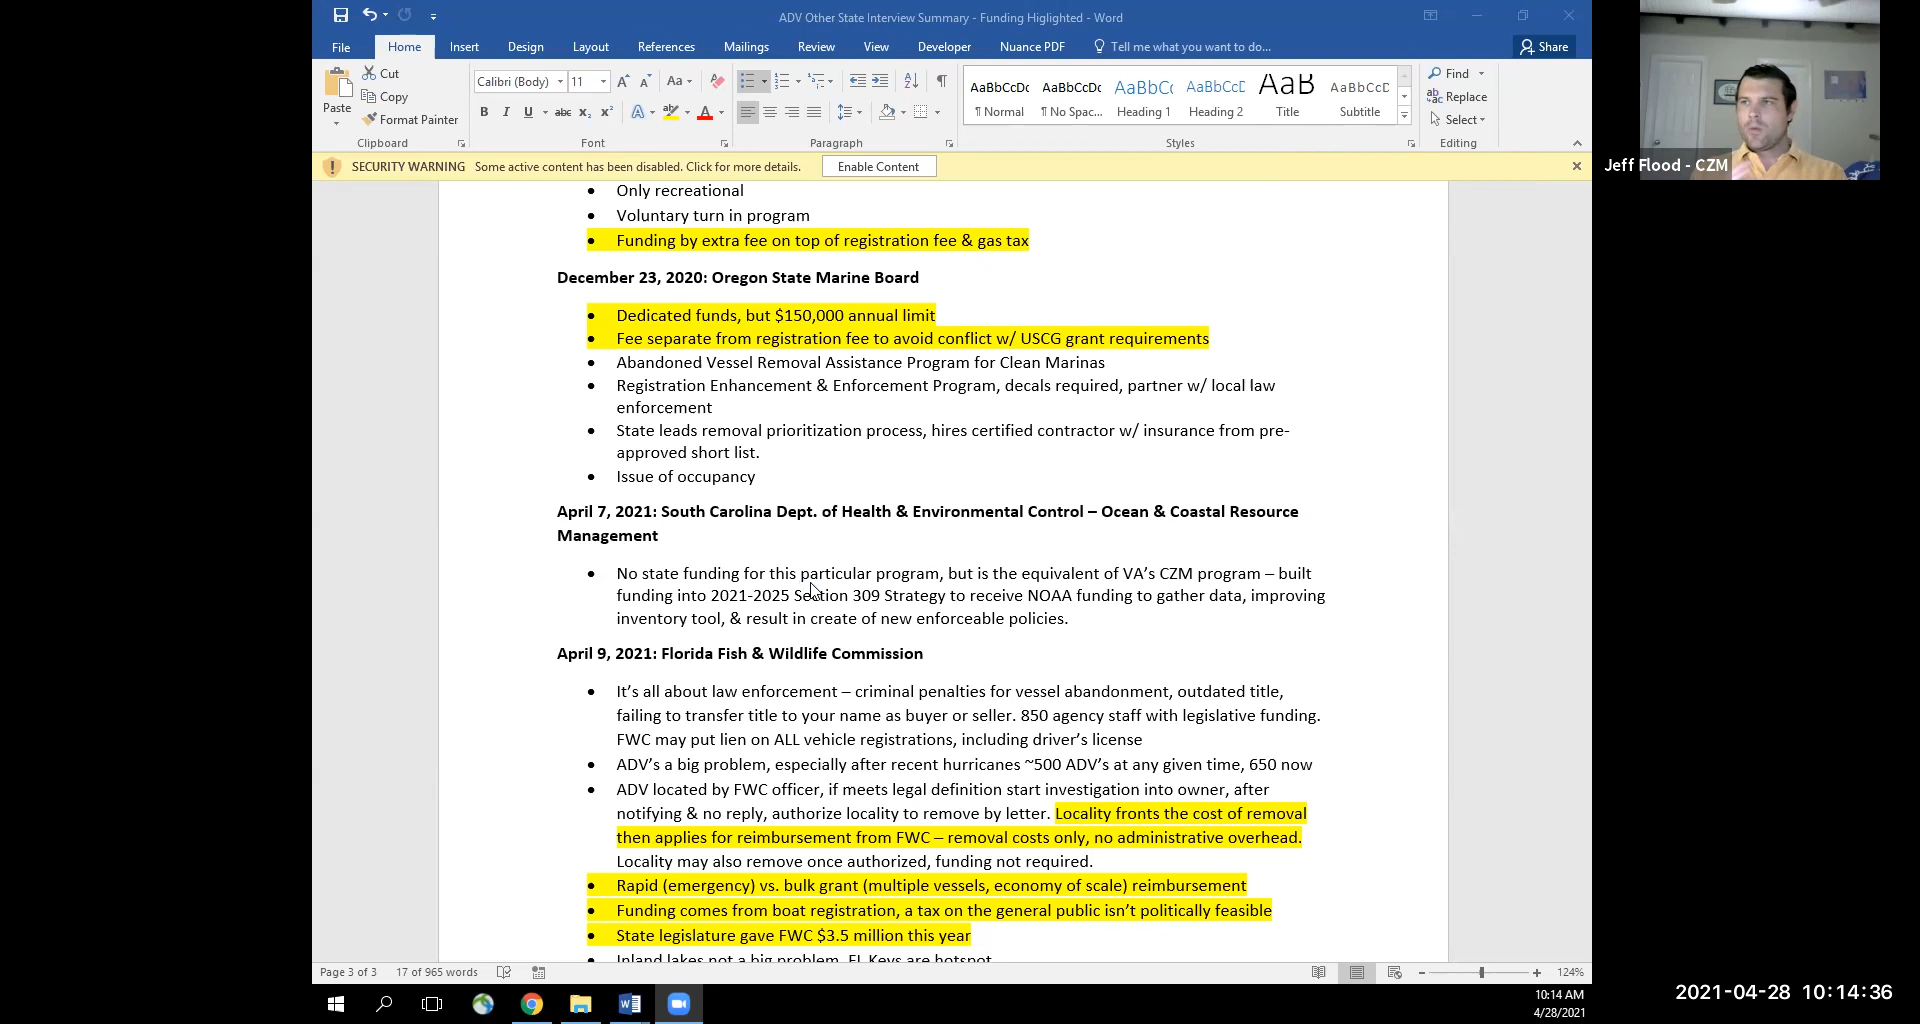 ADV Other State Interview Summary - Funding Higlighted - Word
File Home Insert Design Layout References Mailings Review View Developer Nuance PDF Tell me what you want to do... Share
Paste
Cut
Copy
Format Painter
Clipboard
Calibri (Body) 11
Font
Paragraph
AaBbCcDc AaBbCcDc AaBbCc AaBbCcD AaB AaBbCcD
¶ Normal ¶ No Spac... Heading 1 Heading 2 Title Subtitle
Styles
Find
Replace
Select
Editing
SECURITY WARNING Some active content has been disabled. Click for more details. Enable Content
Jeff Flood - CZM
• Only recreational
• Voluntary turn in program
• Funding by extra fee on top of registration fee & gas tax
December 23, 2020: Oregon State Marine Board
• Dedicated funds, but $150,000 annual limit
• Fee separate from registration fee to avoid conflict w/ USCG grant requirements
• Abandoned Vessel Removal Assistance Program for Clean Marinas
• Registration Enhancement & Enforcement Program, decals required, partner w/ local law
enforcement
• State leads removal prioritization process, hires certified contractor w/ insurance from pre-
approved short list.
• Issue of occupancy
April 7, 2021: South Carolina Dept. of Health & Environmental Control – Ocean & Coastal Resource
Management
• No state funding for this particular program, but is the equivalent of VA's CZM program – built
funding into 2021-2025 Section 309 Strategy to receive NOAA funding to gather data, improving
inventory tool, & result in create of new enforceable policies.
April 9, 2021: Florida Fish & Wildlife Commission
• It's all about law enforcement – criminal penalties for vessel abandonment, outdated title,
failing to transfer title to your name as buyer or seller. 850 agency staff with legislative funding.
FWC may put lien on ALL vehicle registrations, including driver's license
• ADV's a big problem, especially after recent hurricanes ~500 ADV's at any given time, 650 now
• ADV located by FWC officer, if meets legal definition start investigation into owner, after
notifying & no reply, authorize locality to remove by letter. Locality fronts the cost of removal
then applies for reimbursement from FWC – removal costs only, no administrative overhead.
Locality may also remove once authorized, funding not required.
• Rapid (emergency) vs. bulk grant (multiple vessels, economy of scale) reimbursement
• Funding comes from boat registration, a tax on the general public isn't politically feasible
• State legislature gave FWC $3.5 million this year
• Inland lakes not a big problem, FL Keys are hotspot
Page 3 of 3 17 of 965 words 124%
10:14 AM
4/28/2021
2021-04-28 10:14:36